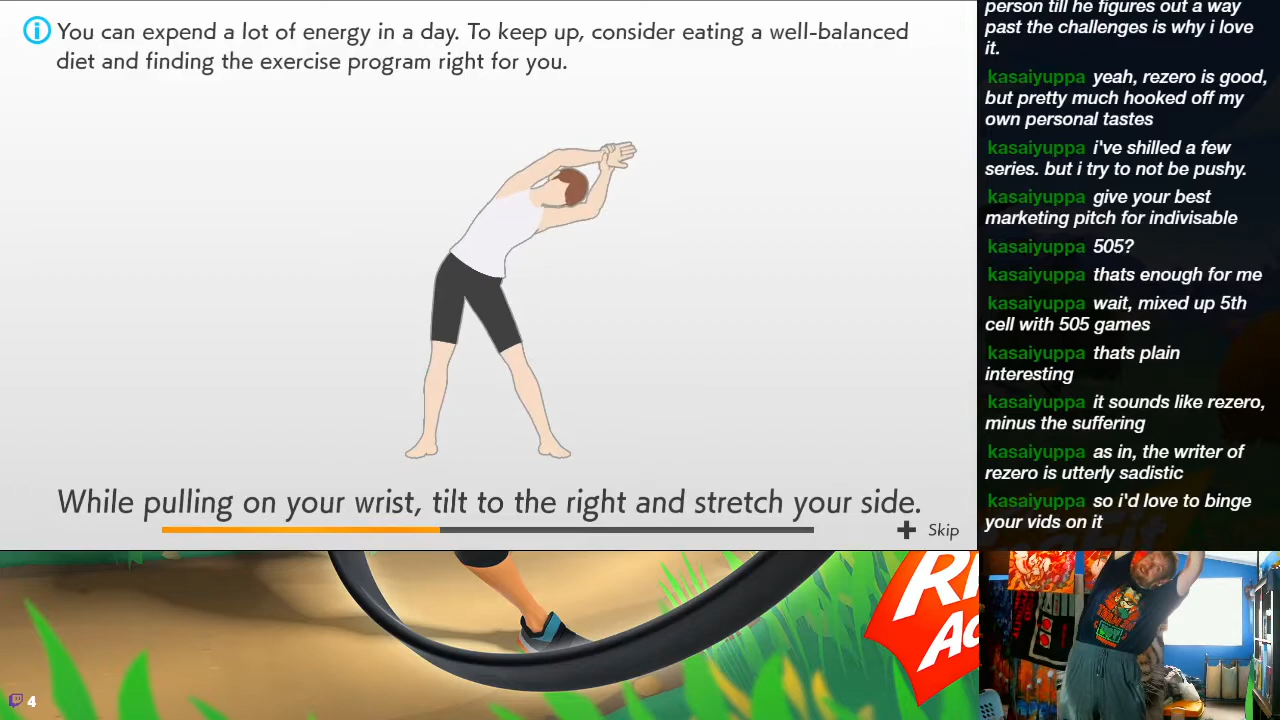 You can expend a lot of energy in a day. To keep up, consider eating a well-balanced
diet and finding the exercise program right for you.
While pulling on your wrist, tilt to the right and stretch your side.
Skip
person till he figures out a way
past the challenges is why i love
it.
kasaiyuppa yeah, rezero is good,
but pretty much hooked off my
own personal tastes
kasaiyuppa i've shilled a few
series. but i try to not be pushy.
kasaiyuppa give your best
marketing pitch for indivisable
kasaiyuppa 505?
kasaiyuppa thats enough for me
kasaiyuppa wait, mixed up 5th
cell with 505 games
kasaiyuppa thats plain
interesting
kasaiyuppa it sounds like rezero,
minus the suffering
kasaiyuppa as in, the writer of
rezero is utterly sadistic
kasaiyuppa so i'd love to binge
your vids on it
4